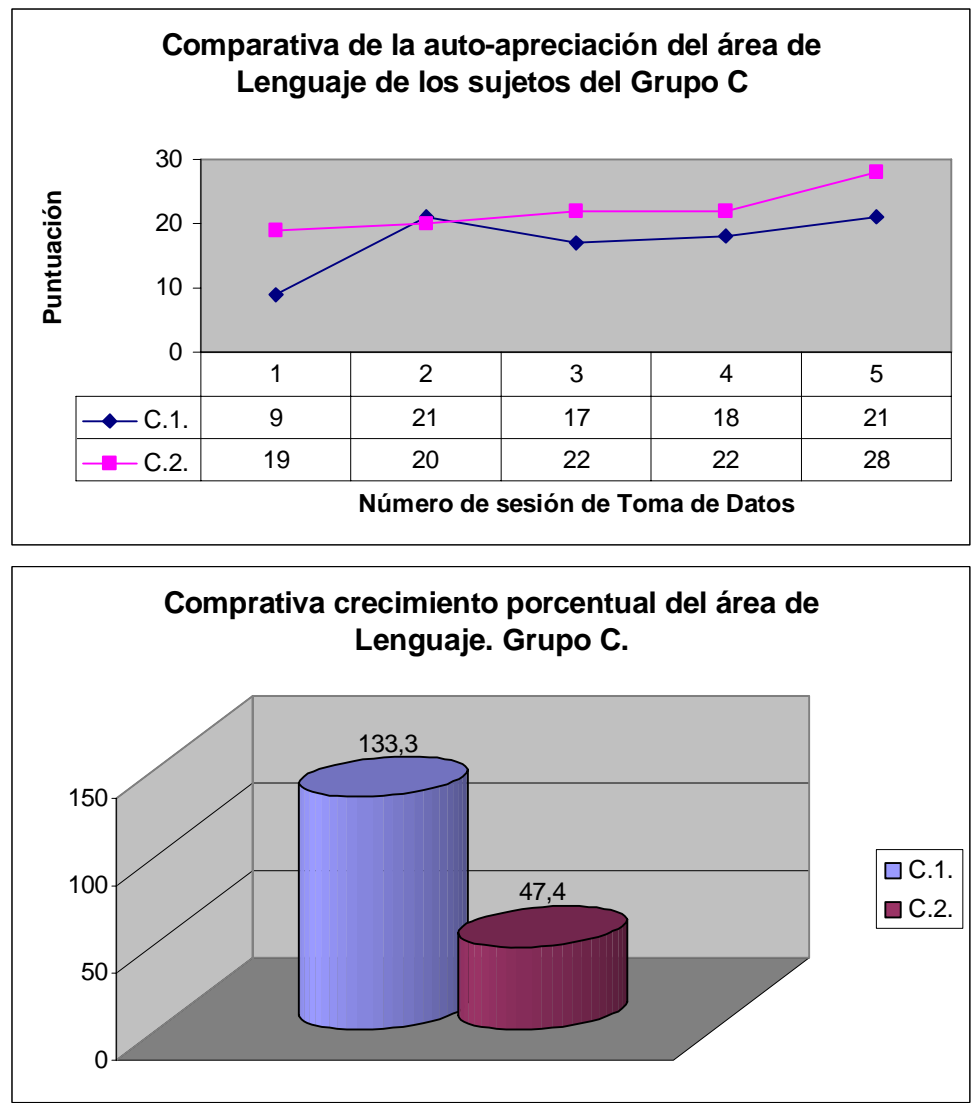 Comparativa de la auto-apreciación del área de
Lenguaje de los sujetos del Grupo C
30
20
10
0
Puntuación
1 2 3 4 5
C.1. 9 21 17 18 21
C.2. 19 20 22 22 28
Número de sesión de Toma de Datos
Comprativa crecimiento porcentual del área de
Lenguaje. Grupo C.
133,3
47,4
150
100
50
0
C.1.
C.2.